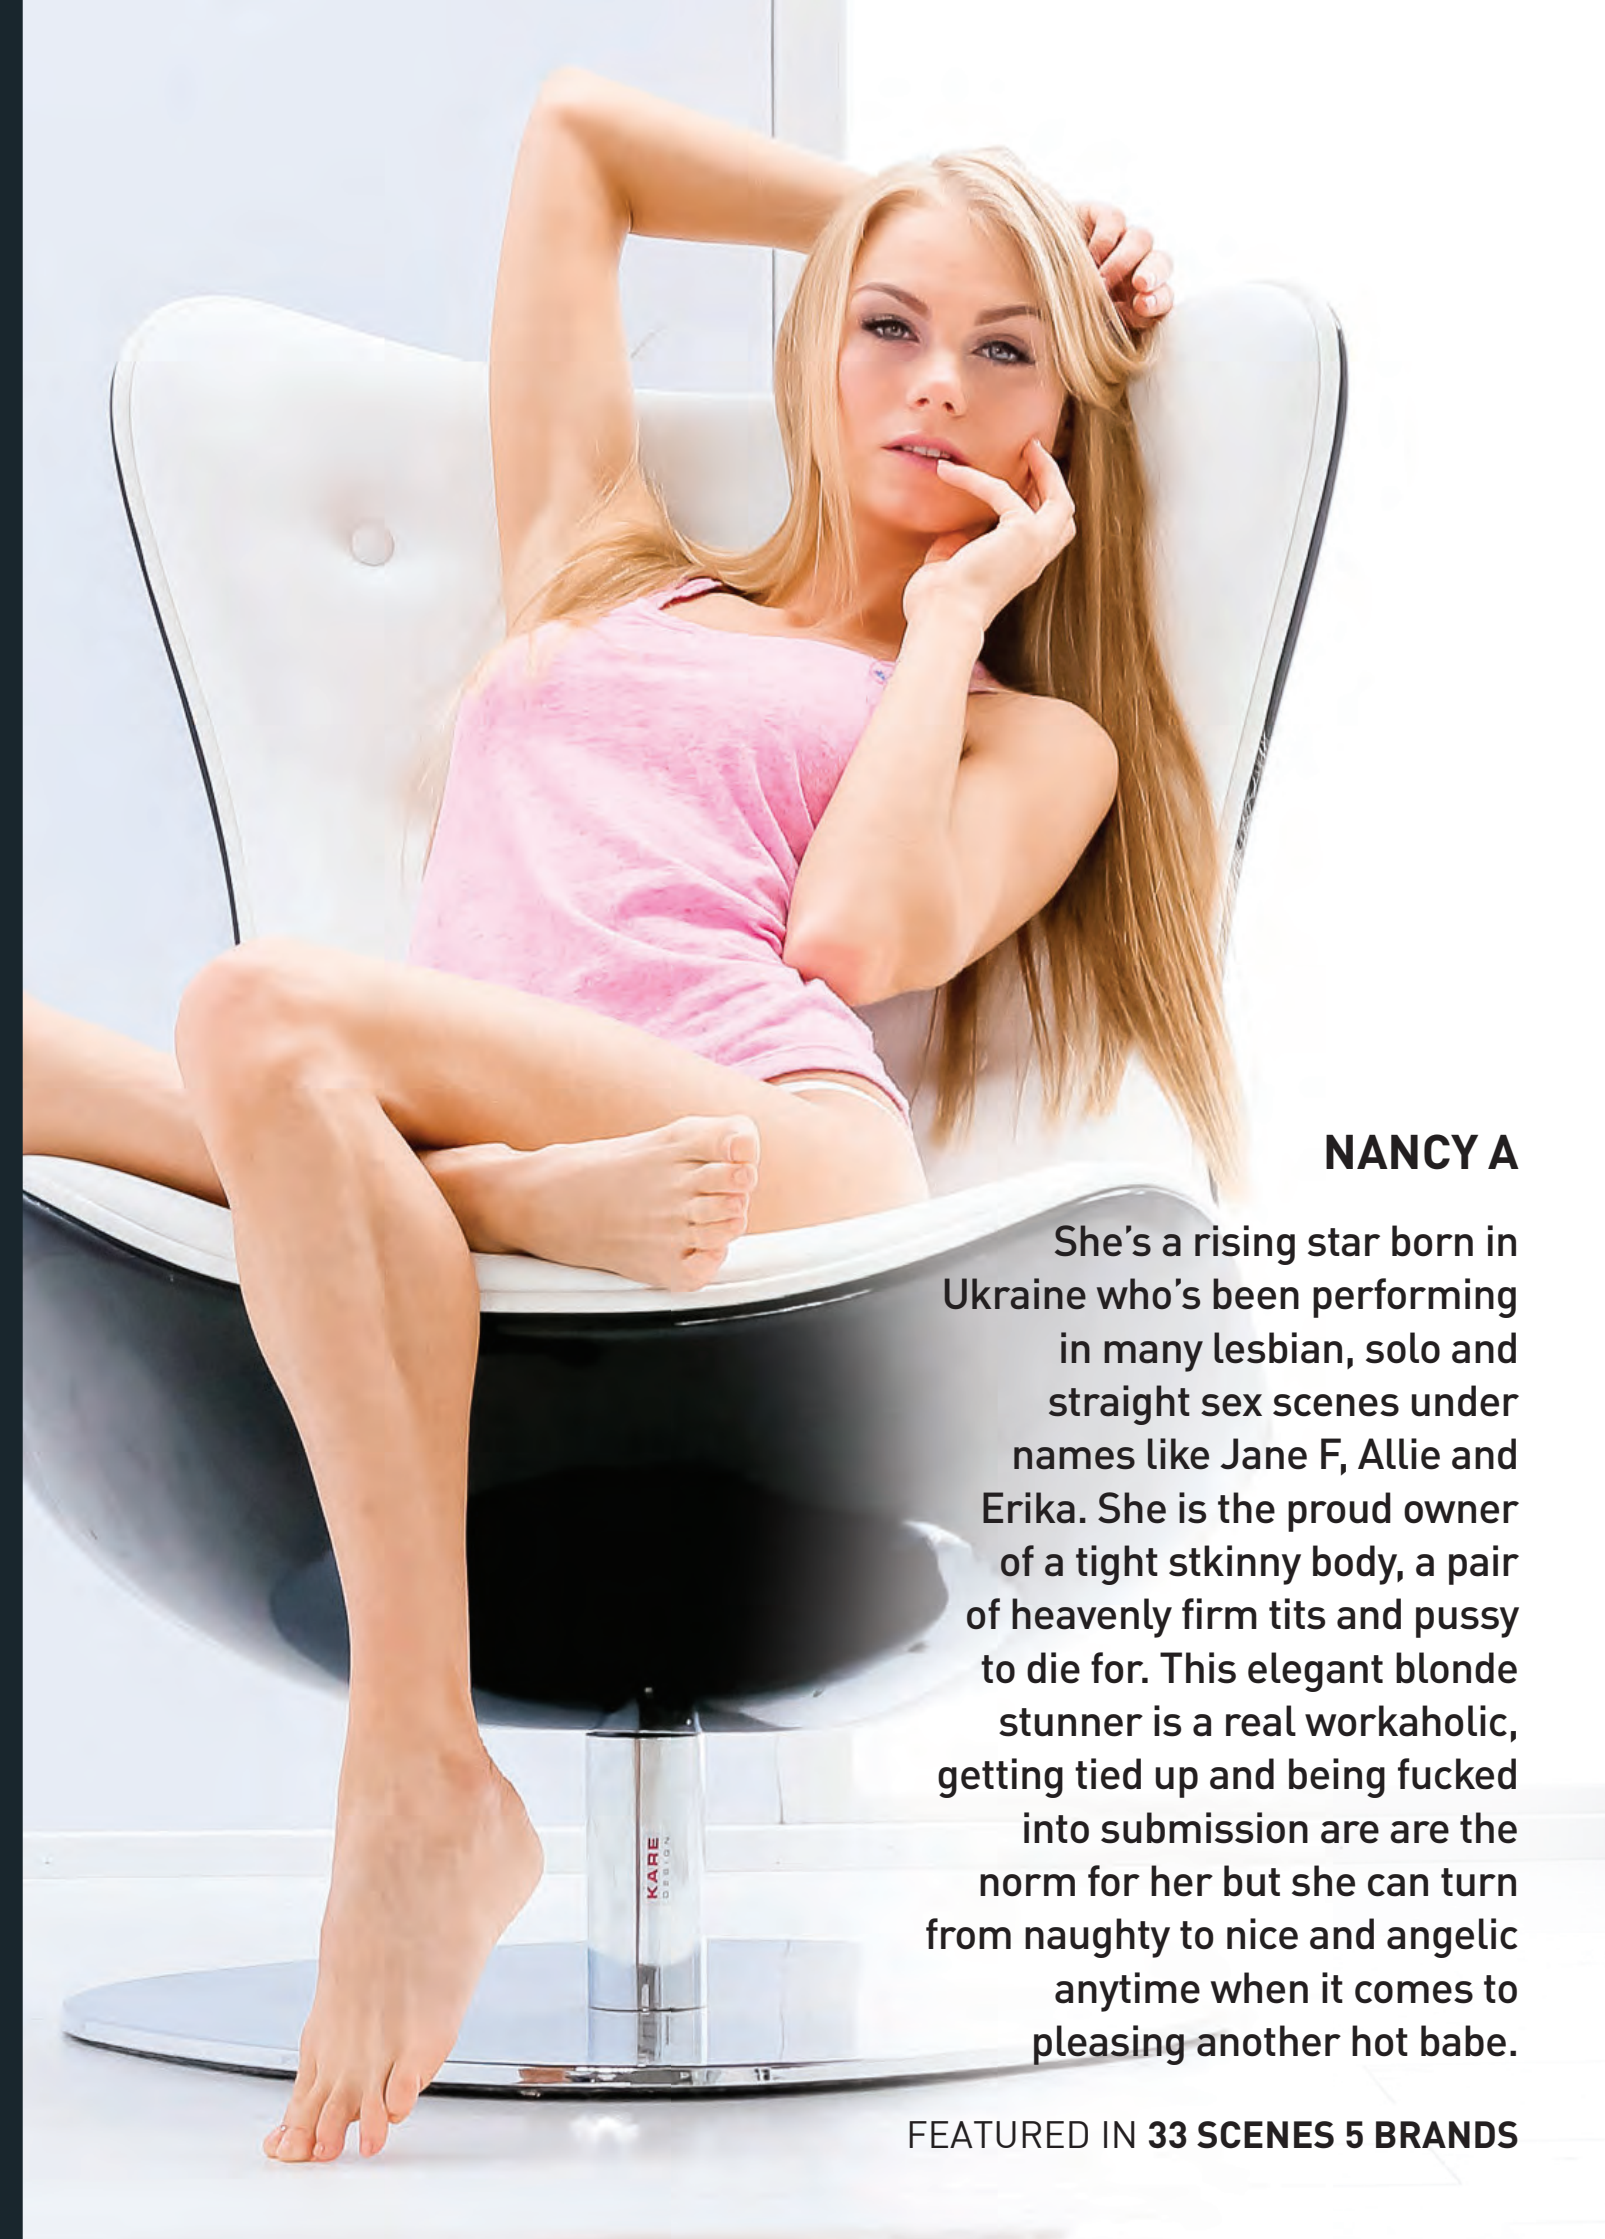 NANCY A
She’s a rising star born in
Ukraine who’s been performing
in many lesbian, solo and
straight sex scenes under
names like Jane F, Allie and
Erika. She is the proud owner
of a tight stkinny body, a pair
of heavenly firm tits and pussy
to die for. This elegant blonde
stunner is a real workaholic,
getting tied up and being fucked
into submission are are the
norm for her but she can turn
from naughty to nice and angelic
anytime when it comes to
pleasing another hot babe.
FEATURED IN 33 SCENES 5 BRANDS
KARE
DESIGN